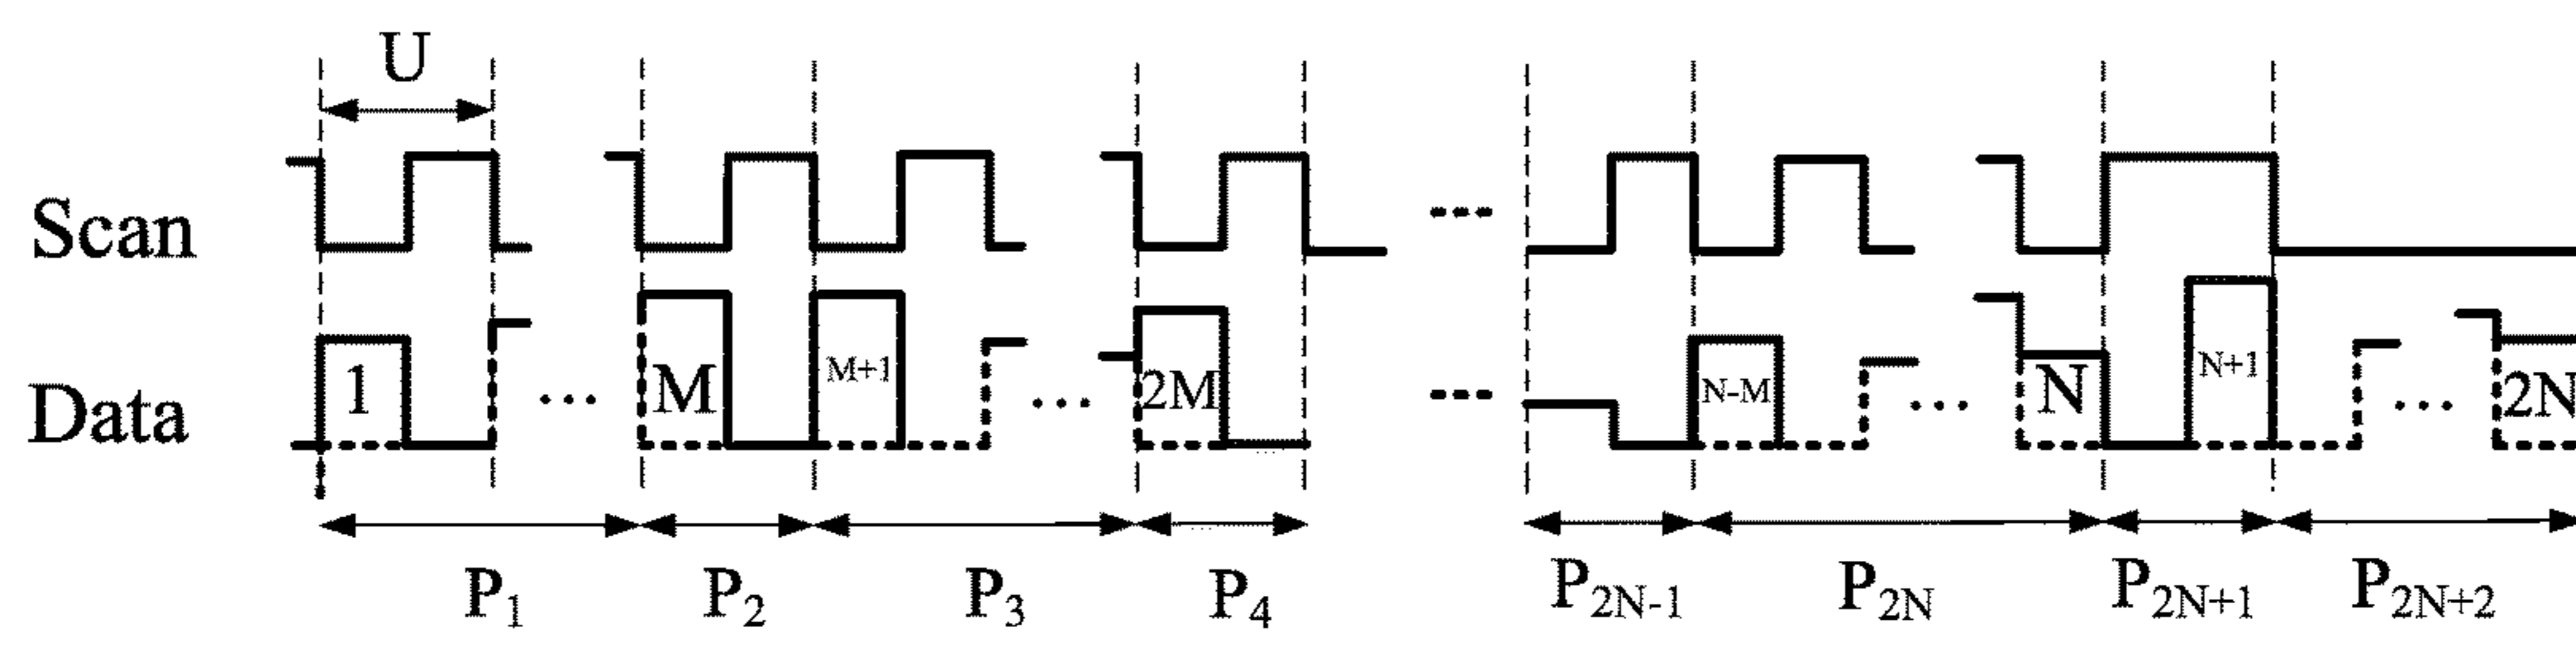 U
Scan
Data 1 ... M M+1 ... 2M N-M ... N N+1 ... 2N
P1 P2 P3 P4 P2N-1 P2N P2N+1 P2N+2